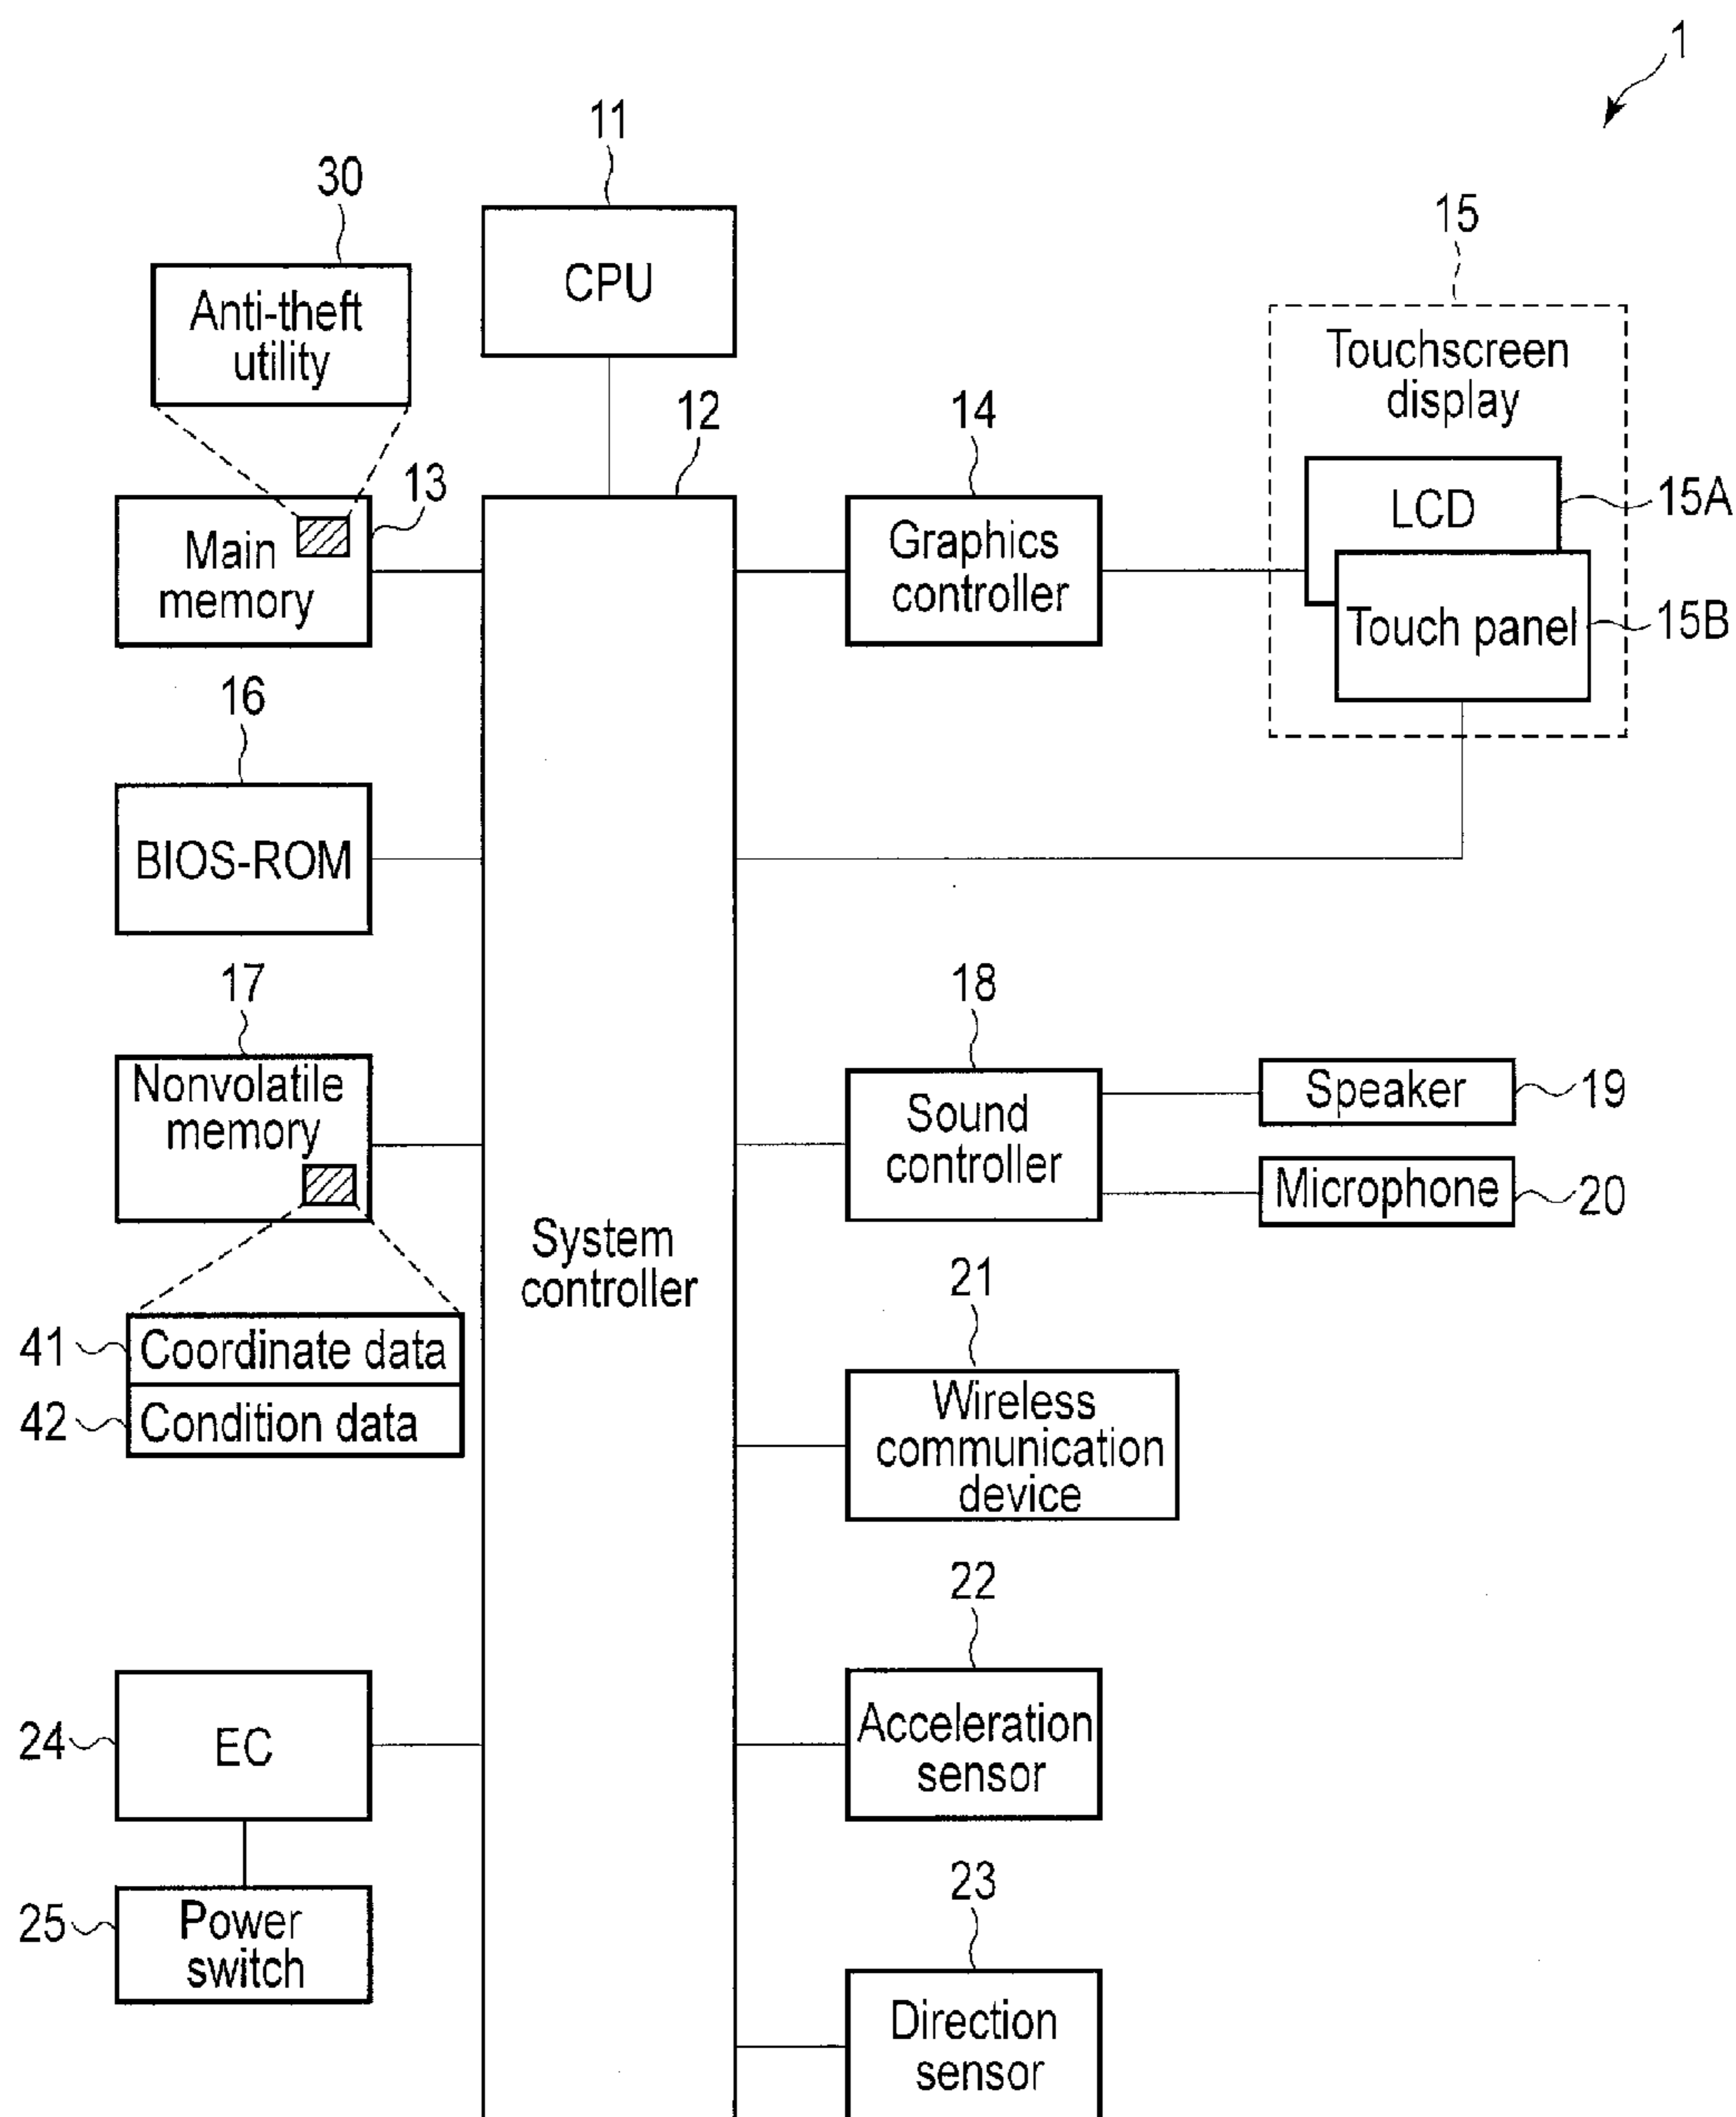 1
11
30
CPU
Anti-theft
utility
15
Touchscreen
display
12
14
13
LCD
15A
Main
memory
Graphics
controller
Touch panel
15B
16
BIOS-ROM
17
18
Nonvolatile
memory
Sound
controller
Speaker
19
Microphone
20
System
controller
21
41
Coordinate data
42
Condition data
Wireless
communication
device
22
24
EC
Acceleration
sensor
23
25
Power
switch
Direction
sensor